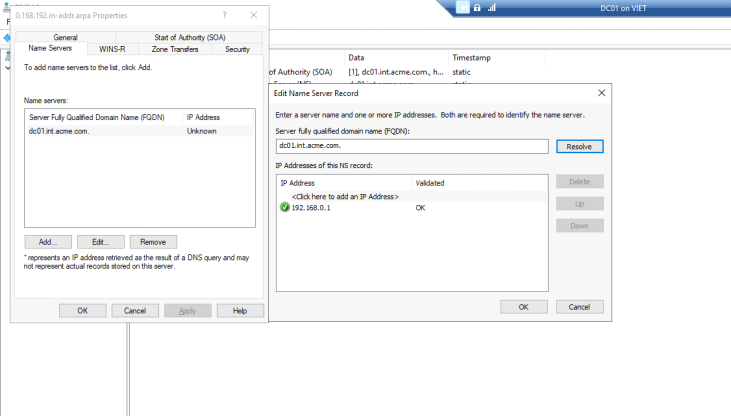 DC01 on VIET
0.168.192.in-addr.arpa Properties
?
General
Start of Authority (SOA)
Name Servers
WINS-R
Zone Transfers
Security
To add name servers to the list, click Add.
Name servers:
Server Fully Qualified Domain Name (FQDN)
IP Address
dc01.int.acme.com.
Unknown
Add...
Edit...
Remove
* represents an IP address retrieved as the result of a DNS query and may
not represent actual records stored on this server.
OK
Cancel
Apply
Help
Data
Timestamp
of Authority (SOA)
[1], dc01.int.acme.com., h...
static
Edit Name Server Record
Enter a server name and one or more IP addresses. Both are required to identify the name server.
Server fully qualified domain name (FQDN):
dc01.int.acme.com.
Resolve
IP Addresses of this NS record:
IP Address
Validated
<Click here to add an IP Address>
192.168.0.1
OK
Delete
Up
Down
OK
Cancel